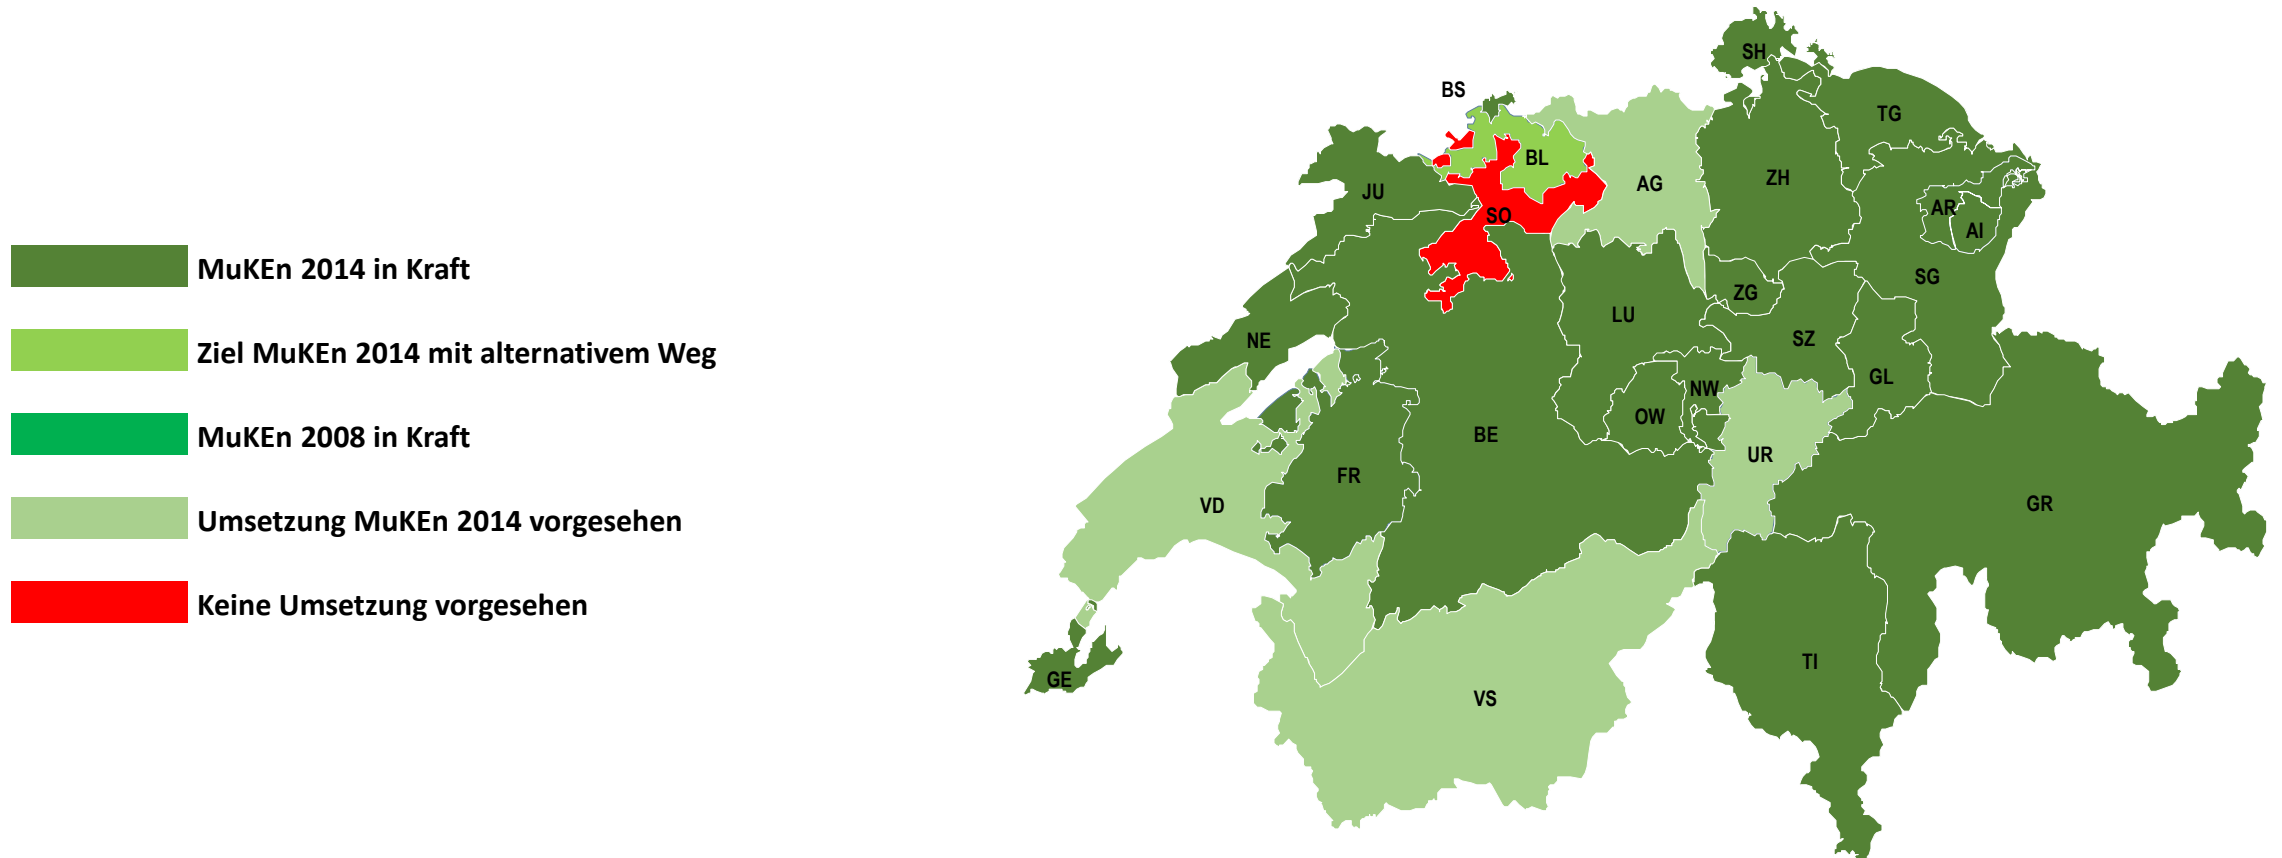 MuKEn 2014 in Kraft
Ziel MuKEn 2014 mit alternativem Weg
MuKEn 2008 in Kraft
Umsetzung MuKEn 2014 vorgesehen
Keine Umsetzung vorgesehen
SH
BS
TG
BL
ZH
AG
JU
AR
SO
AI
SG
ZG
LU
SZ
NE
GL
NW
OW
BE
UR
FR
GR
VD
TI
GE
VS